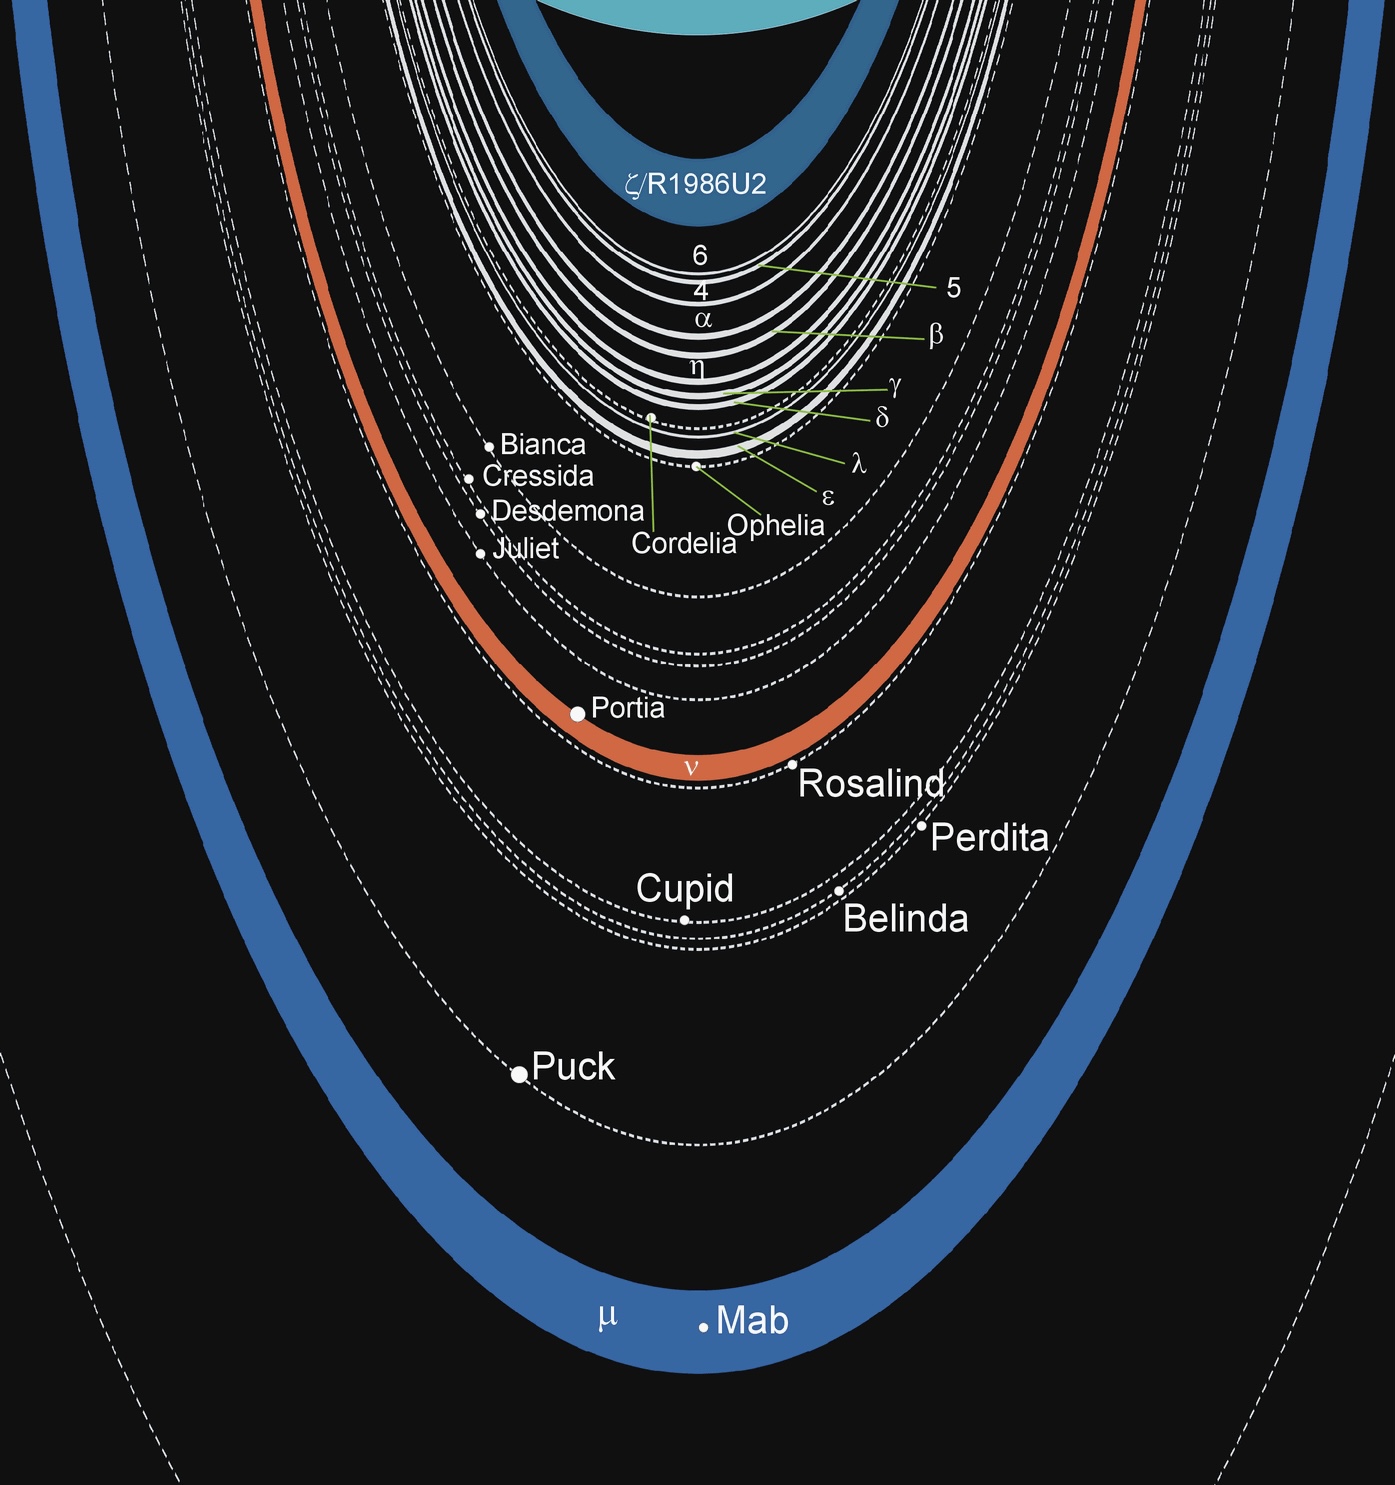 ζ/R1986U2
6
5
4
α
β
η
γ
δ
λ
ε
Bianca
Cressida
Desdemona
Ophelia
Cordelia
Juliet
Portia
ν
Rosalind
Perdita
Cupid
Belinda
Puck
μ
Mab